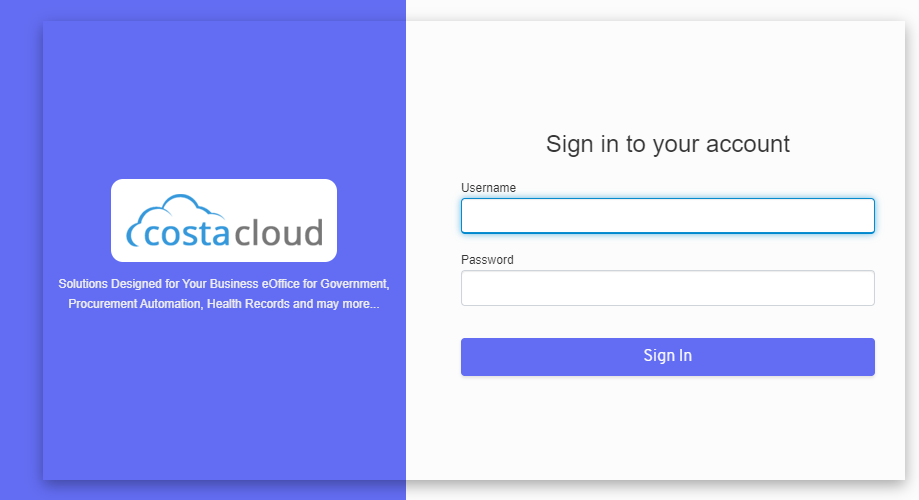 costacloud
Solutions Designed for Your Business eOffice for Government,
Procurement Automation, Health Records and may more...
Sign in to your account
Username
Password
Sign In